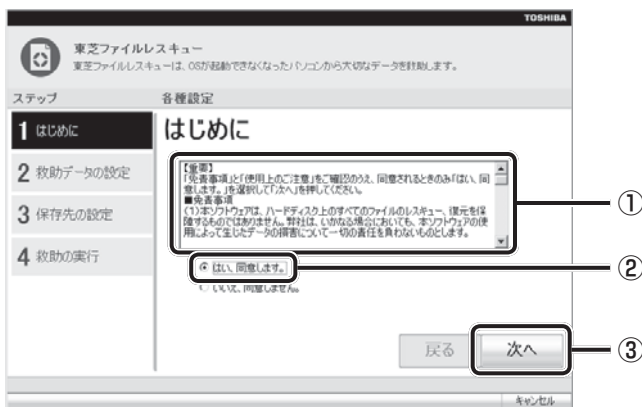 TOSHIBA
東芝ファイルレスキュー
東芝ファイルレスキューは、OSが起動できなくなったパソコンから大切なデータを救助します。
ステップ
各種設定
1 はじめに
2 救助データの設定
3 保存先の設定
4 救助の実行
はじめに
【重要】
「免責事項」と「使用上のご注意」をご確認のうえ、同意されるときのみ「はい、同
意します。」を選択して「次へ」を押してください。
■免責事項
(1)本ソフトウェアは、ハードディスク上のすべてのファイルのレスキュー、復元を保
障するものではありません。弊社は、いかなる場合においても、本ソフトウェアの使
用によって生じたデータの損害について一切の責任を負わないものとします。
①
はい、同意します。
②
いいえ、同意しません。
戻る
次へ
③
キャンセル